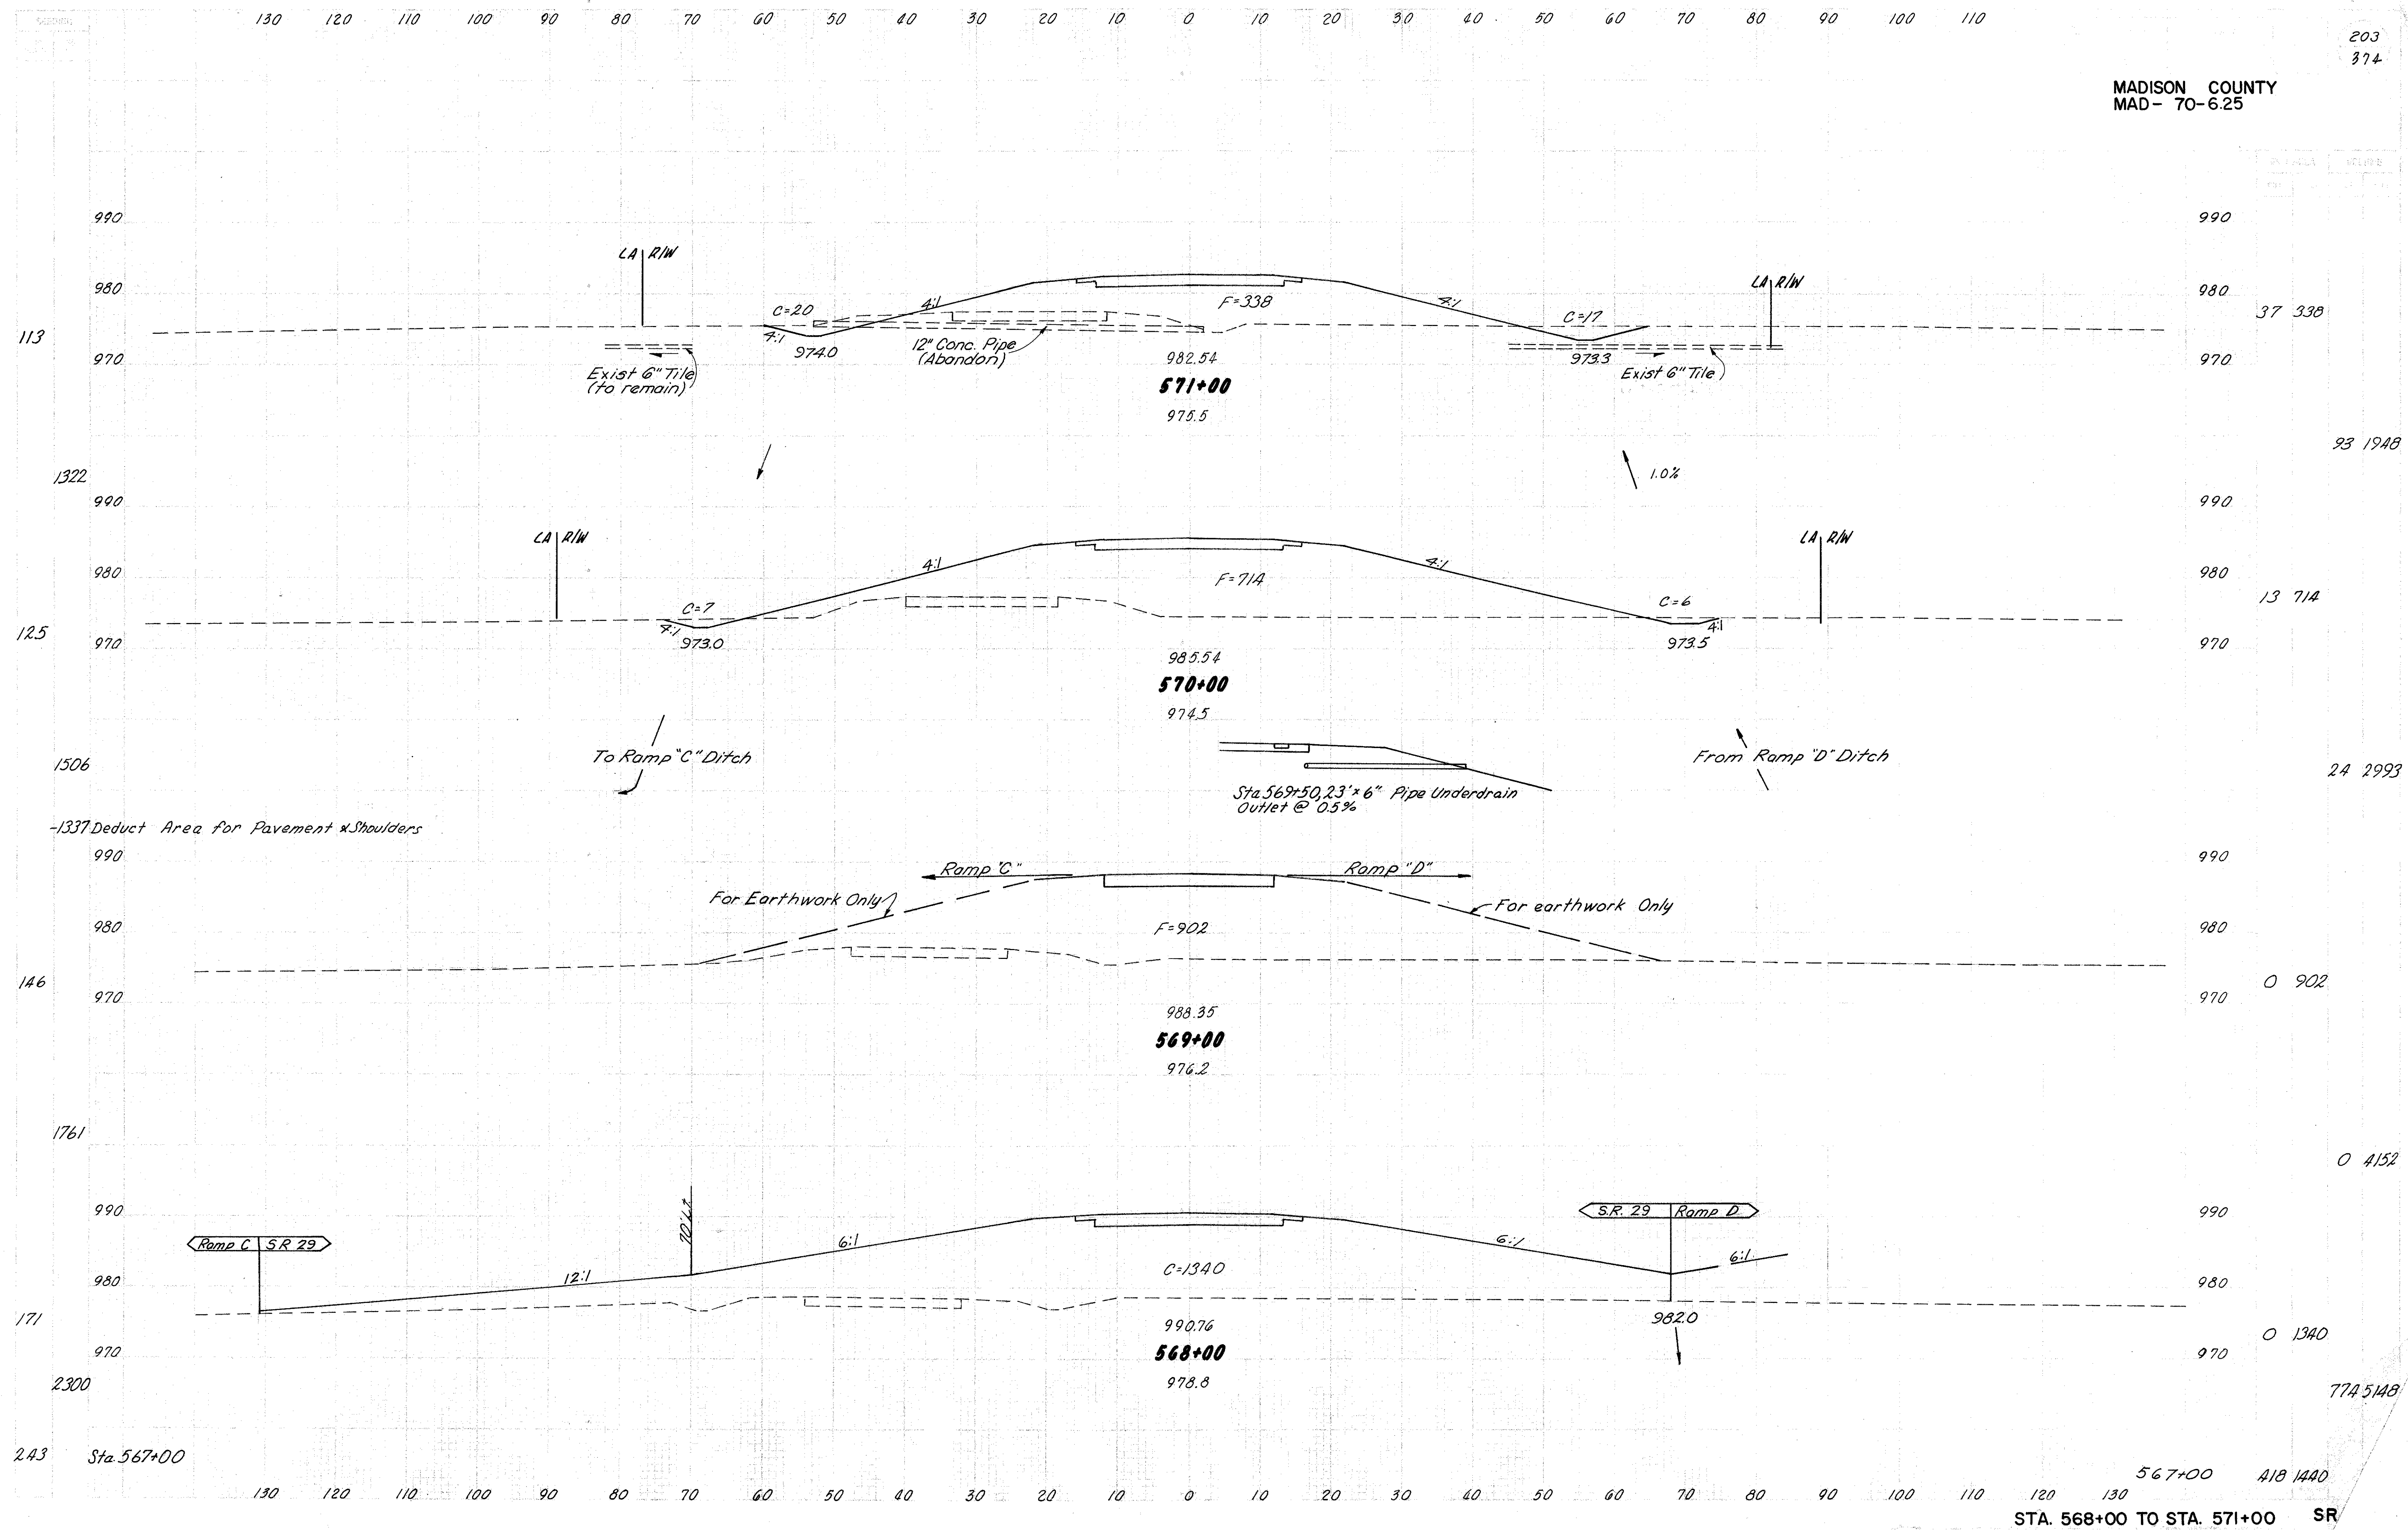 130 120 110 100 90 80 70 60 50 40 30 20 10 0 10 20 30 40 50 60 70 80 90 100 110
203
374
MADISON COUNTY
MAD- 70-6.25
990 990
LA R/W
LA R/W
980 4:1 F=338 4:1 980
C=20 C=17 37 338
113 4:1 974.0 12" Conc. Pipe
(Abandon)
970 982.54 973.3 970
Exist 6" Tile
(to remain)
Exist 6" Tile
571+00
975.5
93 1948
1322 1.0%
990 990
LA R/W LA R/W
980 4:1 F=714 4:1 980
C=7 C=6 13 714
125 4:1 4:1
970 973.0 973.5 970
985.54
570+00
974.5
To Ramp "C" Ditch From Ramp "D" Ditch
1506 24 2993
Sta 569+50, 23'x6" Pipe Underdrain
Outlet @ 0.5%
-1337 Deduct Area for Pavement & Shoulders
990 990
Ramp "C" Ramp "D"
For Earthwork Only For earthwork Only
980 F=902 980
146 0 902
970 970
988.35
569+00
976.2
1761
0 4152
990 990
70.67
S.R. 29 Ramp D
Ramp C S.R 29
6:1 6:1
12:1 C=1340 6:1
980 980
171 990.76 982.0
0 1340
970 568+00 970
978.8
2300 774 5148
243 Sta 567+00
567+00 418 1440
130 120 110 100 90 80 70 60 50 40 30 20 10 0 10 20 30 40 50 60 70 80 90 100 110 120 130
STA. 568+00 TO STA. 571+00 SR